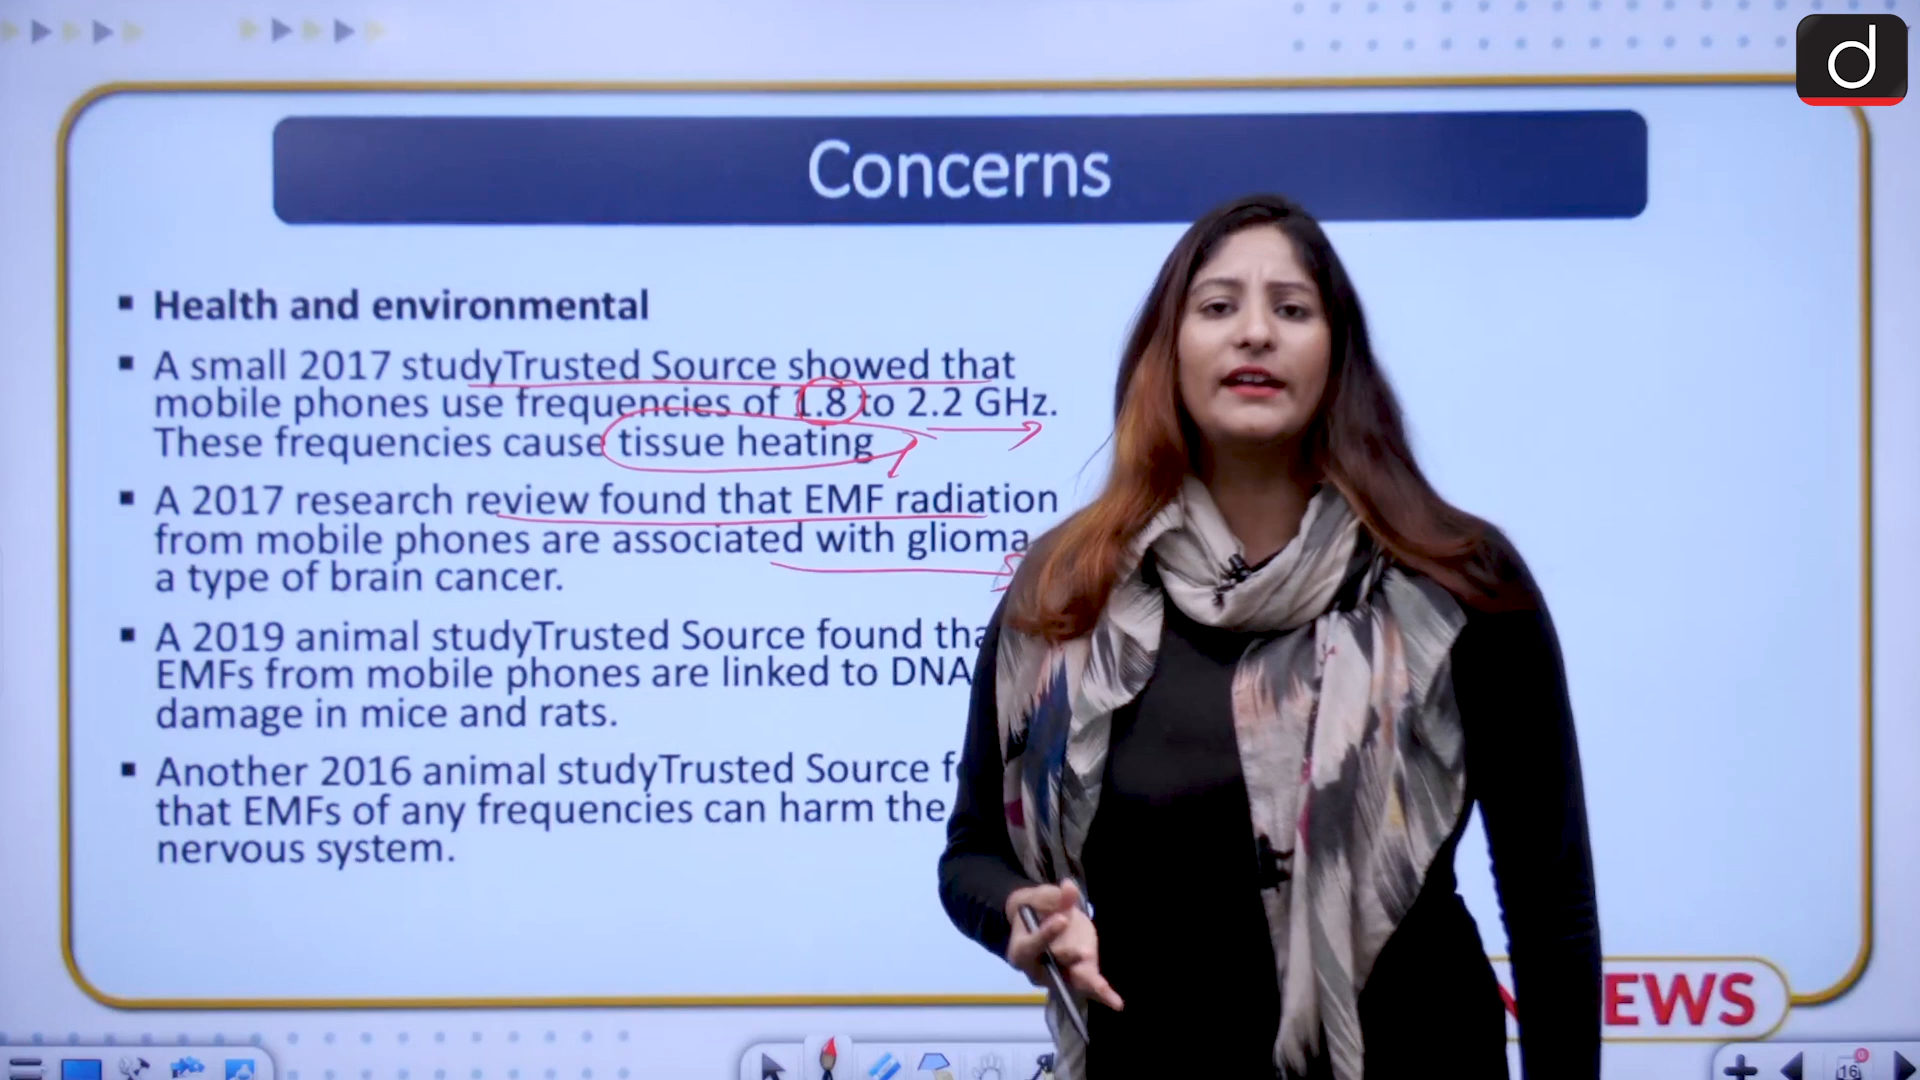 d
Concerns
Health and environmental
A small 2017 studyTrusted Source showed that
mobile phones use frequencies of 1.8 to 2.2 GHz.
These frequencies cause tissue heating
A 2017 research review found that EMF radiation
from mobile phones are associated with glioma
a type of brain cancer.
A 2019 animal studyTrusted Source found
EMFs from mobile phones are linked to DNA
damage in mice and rats.
Another 2016 animal studyTrusted Source
that EMFs of any frequencies can harm the
nervous system.
EWS
16